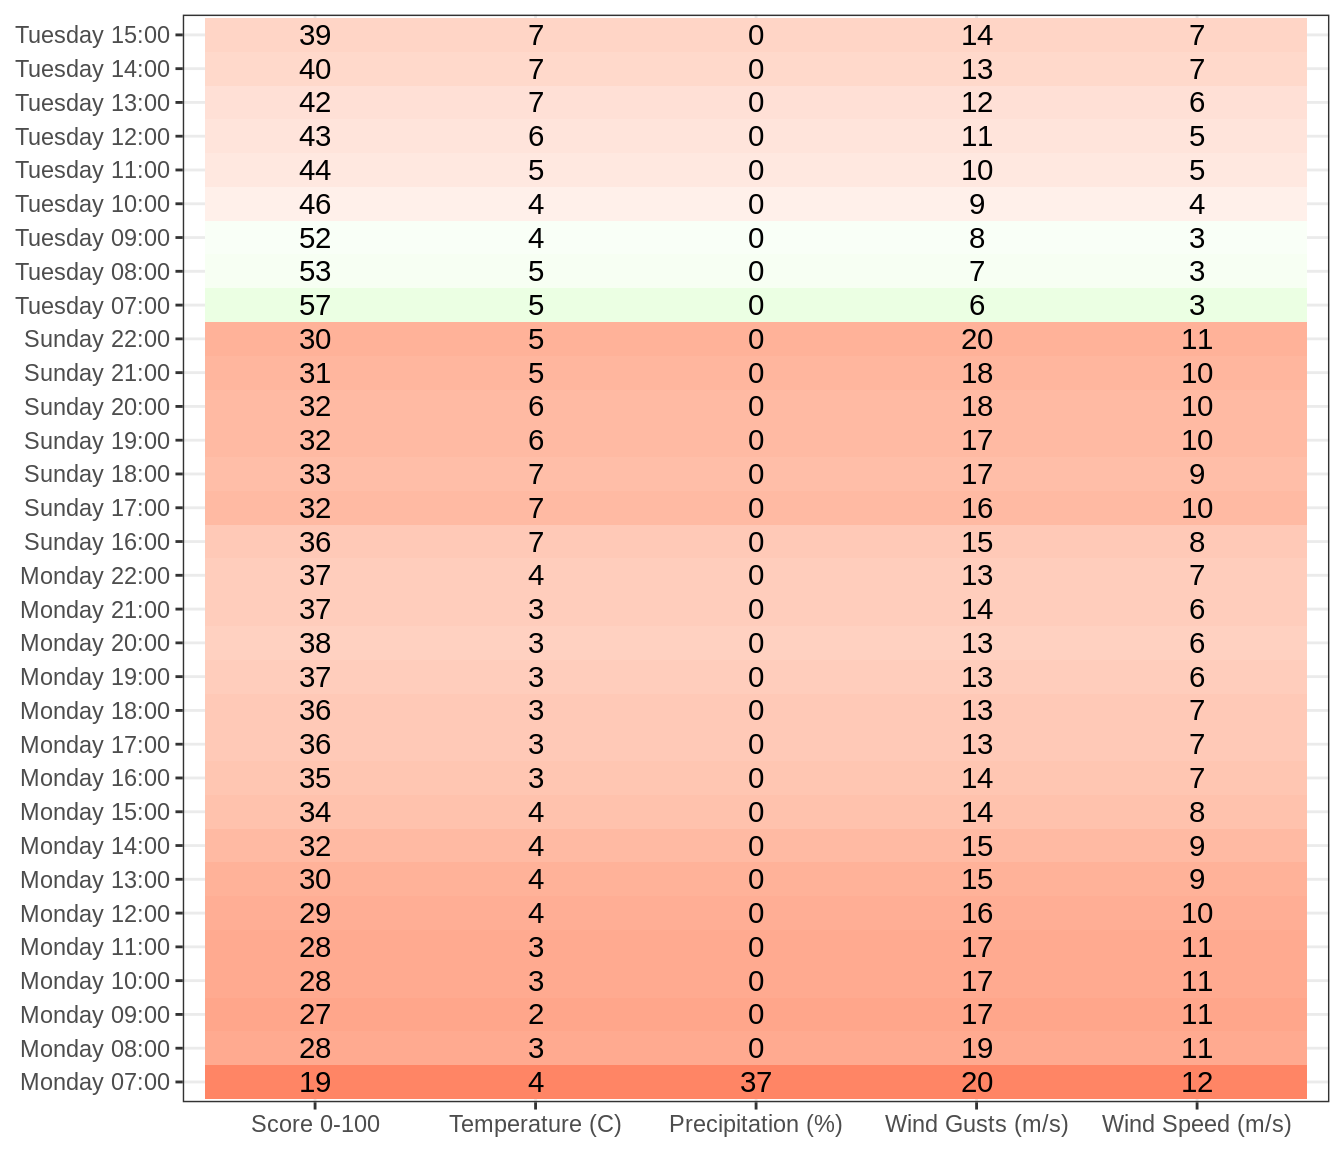 Tuesday 15:00 39 7 0 14 7
Tuesday 14:00 40 7 0 13 7
Tuesday 13:00 42 7 0 12 6
Tuesday 12:00 43 6 0 11 5
Tuesday 11:00 44 5 0 10 5
Tuesday 10:00 46 4 0 9 4
Tuesday 09:00 52 4 0 8 3
Tuesday 08:00 53 5 0 7 3
Tuesday 07:00 57 5 0 6 3
Sunday 22:00 30 5 0 20 11
Sunday 21:00 31 5 0 18 10
Sunday 20:00 32 6 0 18 10
Sunday 19:00 32 6 0 17 10
Sunday 18:00 33 7 0 17 9
Sunday 17:00 32 7 0 16 10
Sunday 16:00 36 7 0 15 8
Monday 22:00 37 4 0 13 7
Monday 21:00 37 3 0 14 6
Monday 20:00 38 3 0 13 6
Monday 19:00 37 3 0 13 6
Monday 18:00 36 3 0 13 7
Monday 17:00 36 3 0 13 7
Monday 16:00 35 3 0 14 7
Monday 15:00 34 4 0 14 8
Monday 14:00 32 4 0 15 9
Monday 13:00 30 4 0 15 9
Monday 12:00 29 4 0 16 10
Monday 11:00 28 3 0 17 11
Monday 10:00 28 3 0 17 11
Monday 09:00 27 2 0 17 11
Monday 08:00 28 3 0 19 11
Monday 07:00 19 4 37 20 12
Score 0-100 Temperature (C) Precipitation (%) Wind Gusts (m/s) Wind Speed (m/s)